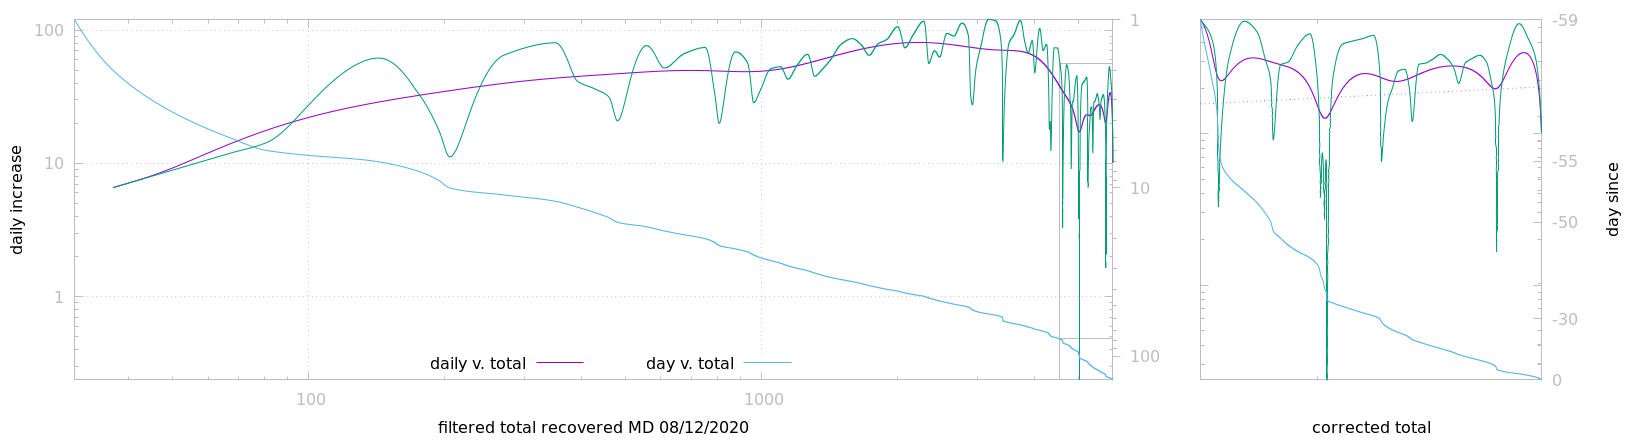 100
10
1
daily increase
100
1000
1
10
100
daily v. total
day v. total
filtered total recovered MD 08/12/2020
-59
-55
-50
-30
0
day since
corrected total